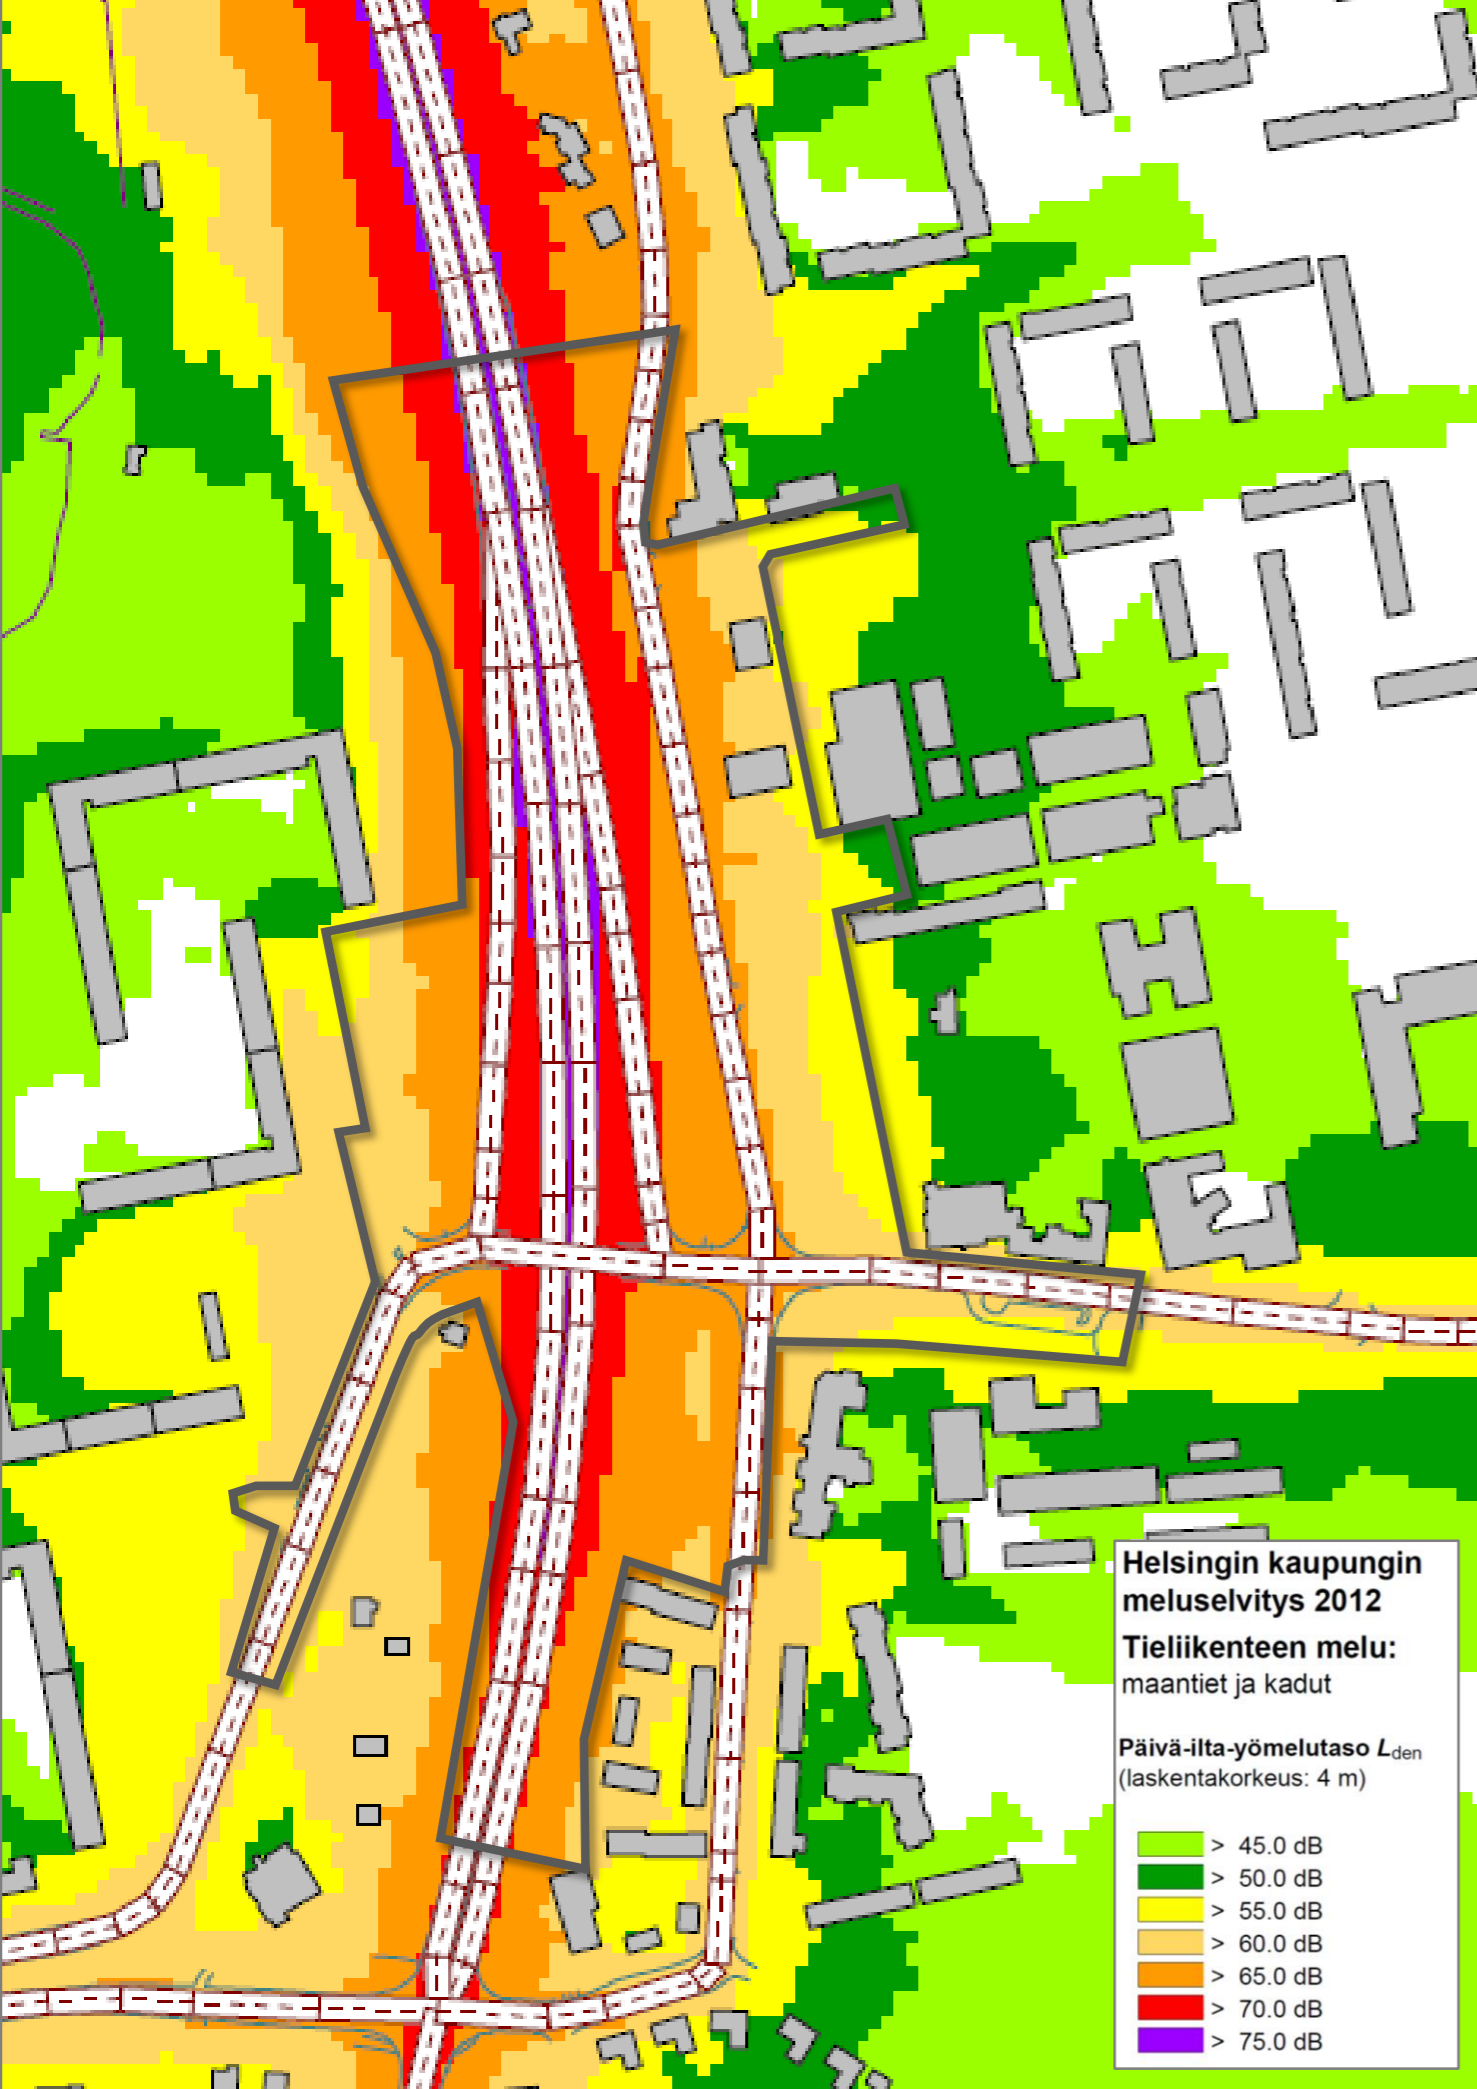 Helsingin kaupungin
meluselvitys 2012
Tieliikenteen melu:
maantiet ja kadut
Päivä-ilta-yömelutaso Lden
(laskentakorkeus: 4 m)
> 45.0 dB
> 50.0 dB
> 55.0 dB
> 60.0 dB
> 65.0 dB
> 70.0 dB
> 75.0 dB